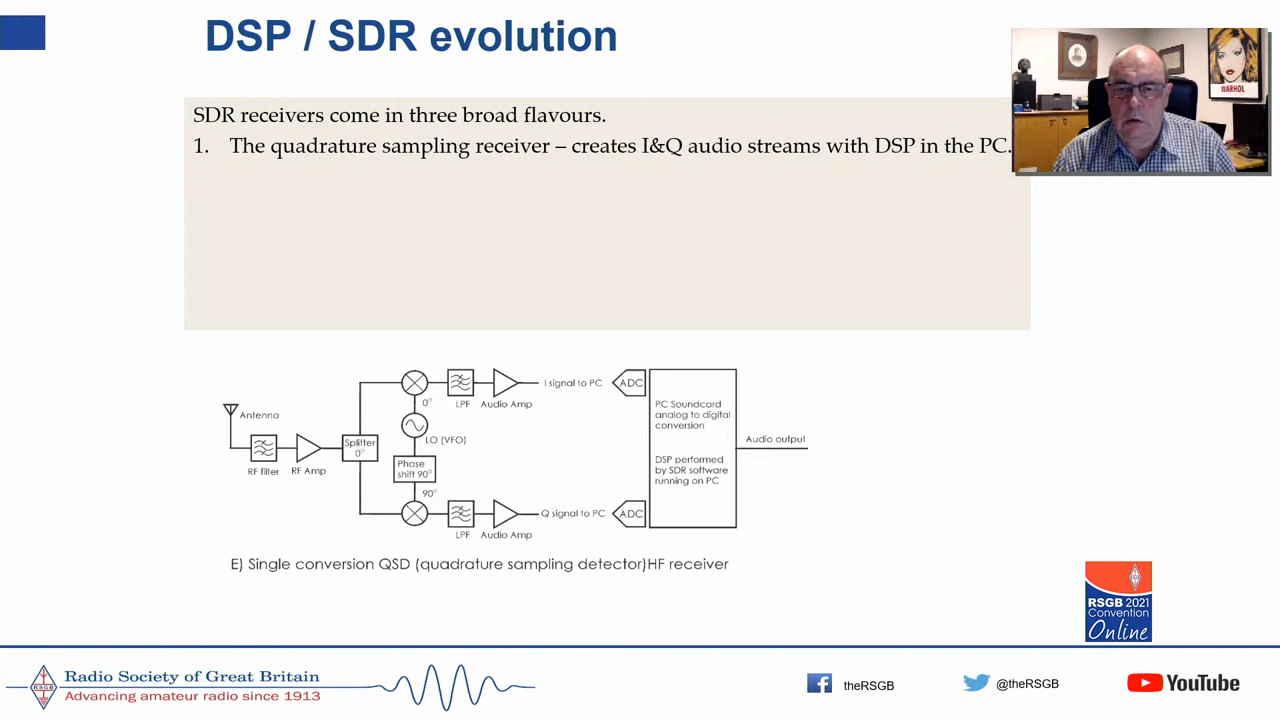 DSP / SDR evolution
WARHOL
SDR receivers come in three broad flavours.
1. The quadrature sampling receiver – creates I&Q audio streams with DSP in the PC.
Antenna
RF filter
RF Amp
Splitter
0°
0°
LO (VFO)
Phase
shift 90°
90°
LPF
Audio Amp
I signal to PC
ADC
LPF
Audio Amp
Q signal to PC
ADC
PC Soundcard
analog to digital
conversion
DSP performed
by SDR software
running on PC
Audio output
E) Single conversion QSD (quadrature sampling detector)HF receiver
RSGB 2021
Convention
Online
RSGB
Radio Society of Great Britain
Advancing amateur radio since 1913
theRSGB
@theRSGB
YouTube